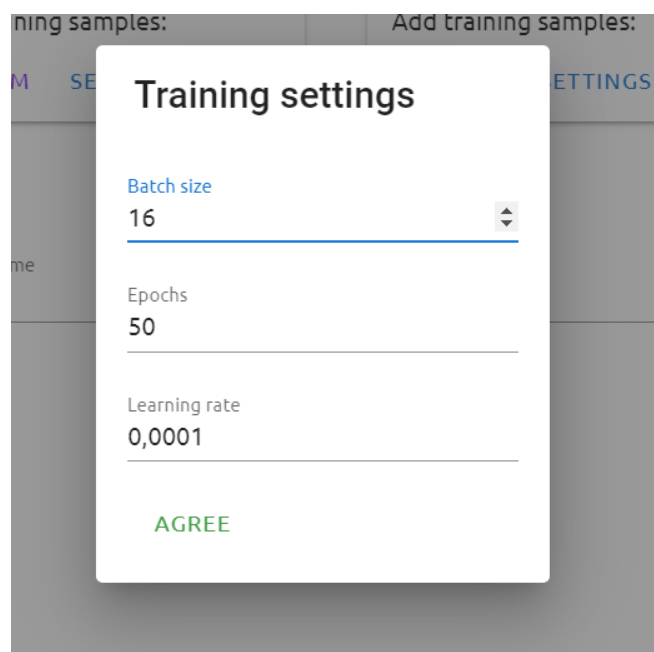 ning samples:
Add training samples:
M
SE
ETTINGS
Training settings
Batch size
16
me
Epochs
50
Learning rate
0,0001
AGREE